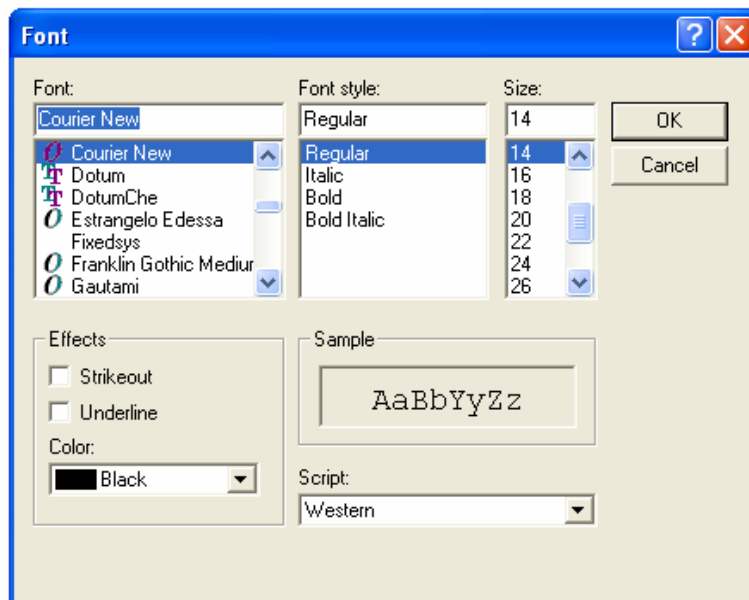 Font
Font:
Courier New
Courier New
Dotum
DotumChe
Estrangelo Edessa
Fixedsys
Franklin Gothic Mediur
Gautami
Font style:
Regular
Regular
Italic
Bold
Bold Italic
Size:
14
14
16
18
20
22
24
26
OK
Cancel
Effects
Strikeout
Underline
Color:
Black
Sample
AaBbYyZz
Script:
Western